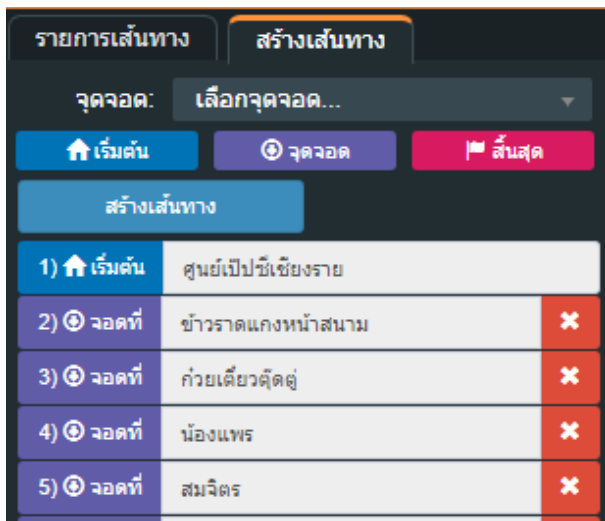 รายการเส้นทาง สร้างเส้นทาง
จุดจอด: เลือกจุดจอด...
เริ่มต้น จุดจอด สิ้นสุด
สร้างเส้นทาง
1) เริ่มต้น ศูนย์เป๊ปซี่เชียงราย
2) จอดที่ ข้าวราดแกงหน้าสนาม
3) จอดที่ ก๋วยเตี๋ยวตุ๊ดตู่
4) จอดที่ น้องแพร
5) จอดที่ สมจิตร